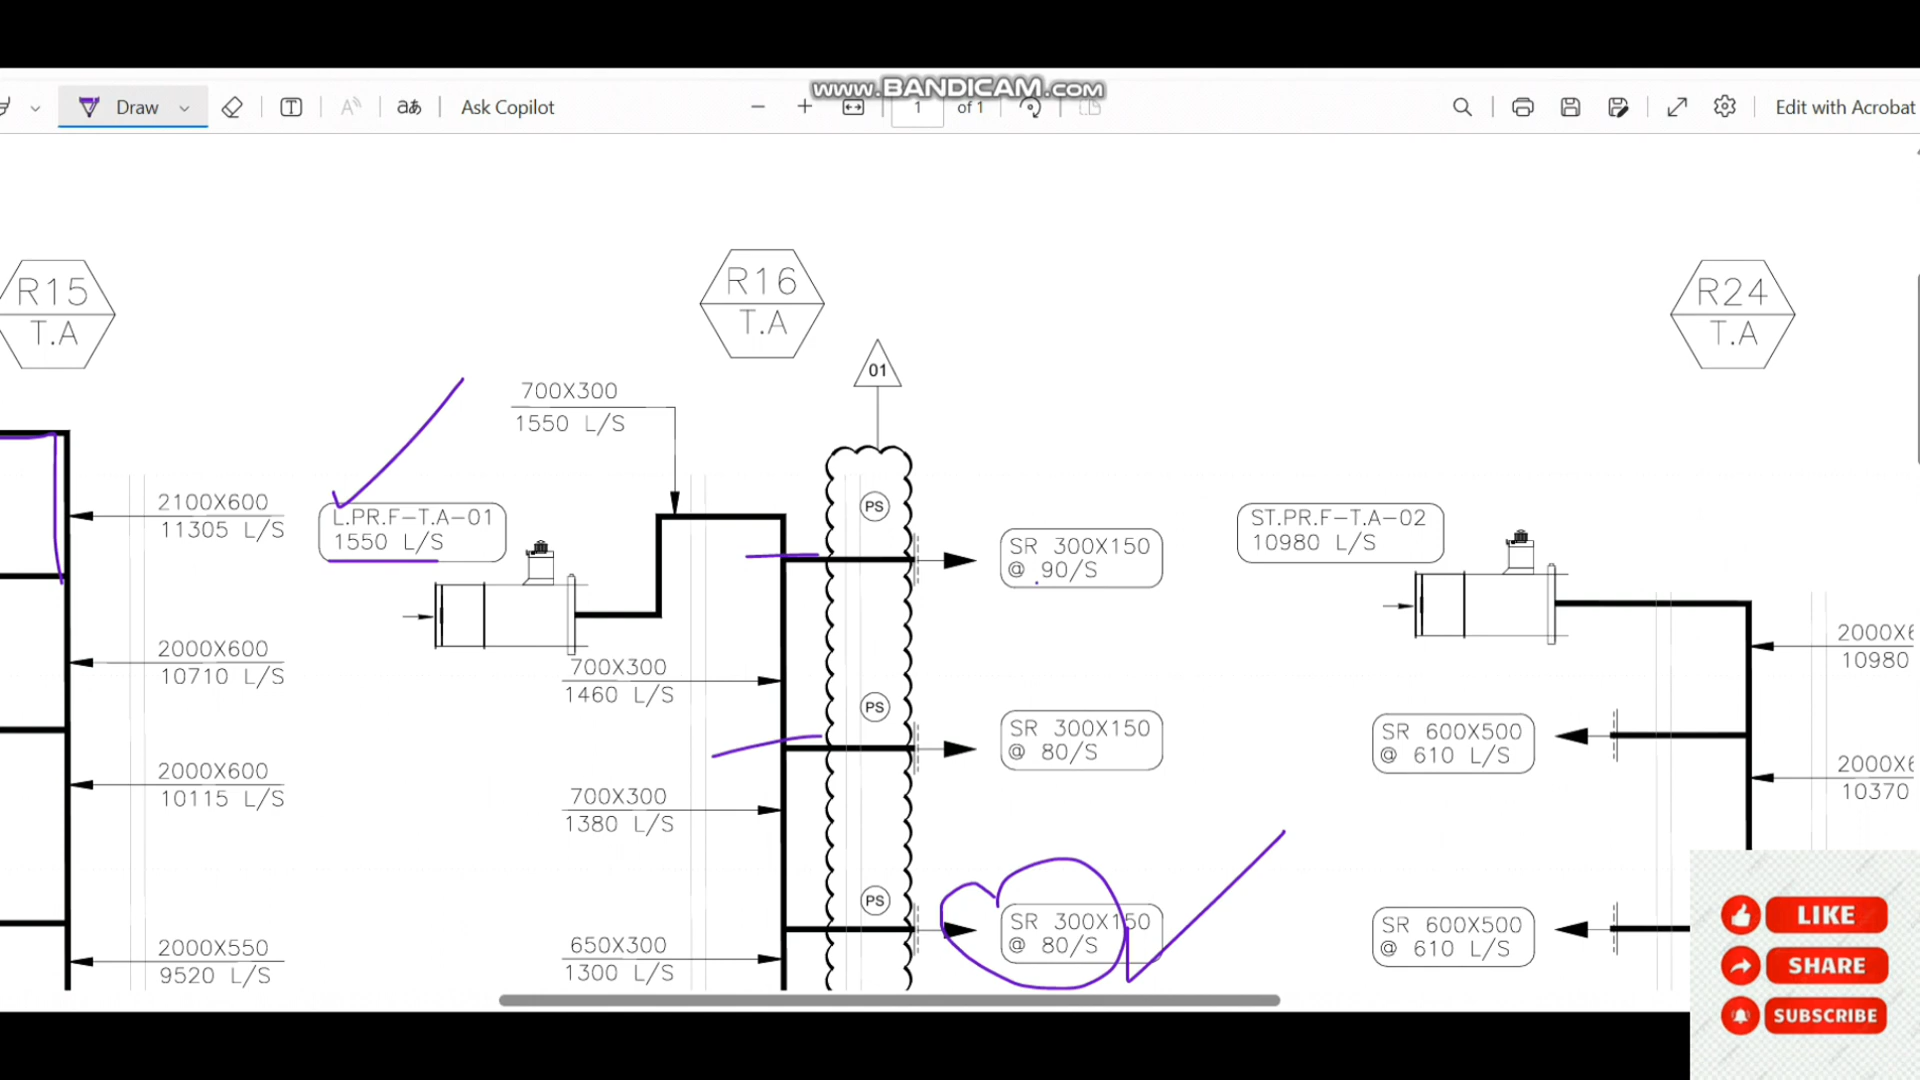 www.BANDICAM.com
Draw
aあ
Ask Copilot
1 of 1
Edit with Acrobat
R15
T.A
R16
T.A
R24
T.A
01
700X300
1550 L/S
2100X600
11305 L/S
L.PR.F-T.A-01
1550 L/S
PS
SR 300X150
@ 90/S
ST.PR.F-T.A-02
10980 L/S
2000X600
10710 L/S
700X300
1460 L/S
PS
SR 300X150
@ 80/S
SR 600X500
@ 610 L/S
2000X6
10980
2000X600
10115 L/S
700X300
1380 L/S
2000X6
10370
2000X550
9520 L/S
650X300
1300 L/S
PS
SR 300X150
@ 80/S
SR 600X500
@ 610 L/S
LIKE
SHARE
SUBSCRIBE